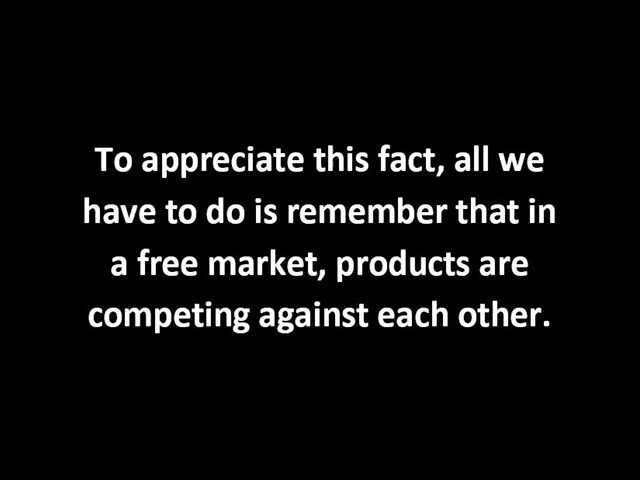 To appreciate this fact, all we
have to do is remember that in
a free market, products are
competing against each other.